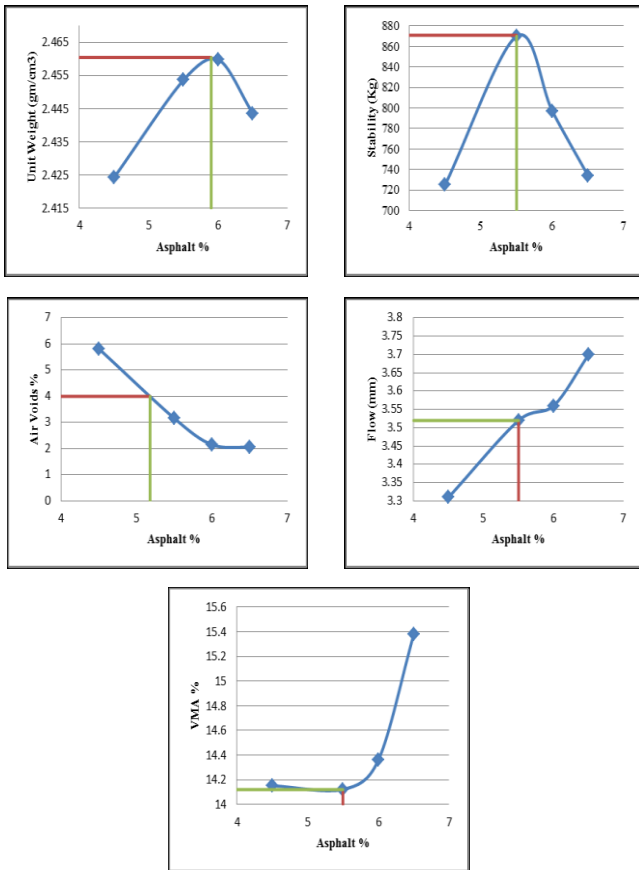 Unit Weight (gm/cm3)
2.465
2.455
2.445
2.435
2.425
2.415
4 5 6 7
Asphalt %
Stability (Kg)
880
860
840
820
800
780
760
740
720
700
4 5 6 7
Asphalt %
Air Voids %
7
6
5
4
3
2
1
0
4 5 6 7
Asphalt %
Flow (mm)
3.8
3.75
3.7
3.65
3.6
3.55
3.5
3.45
3.4
3.35
3.3
4 5 6 7
Asphalt %
VMA %
15.6
15.4
15.2
15
14.8
14.6
14.4
14.2
14
4 5 6 7
Asphalt %